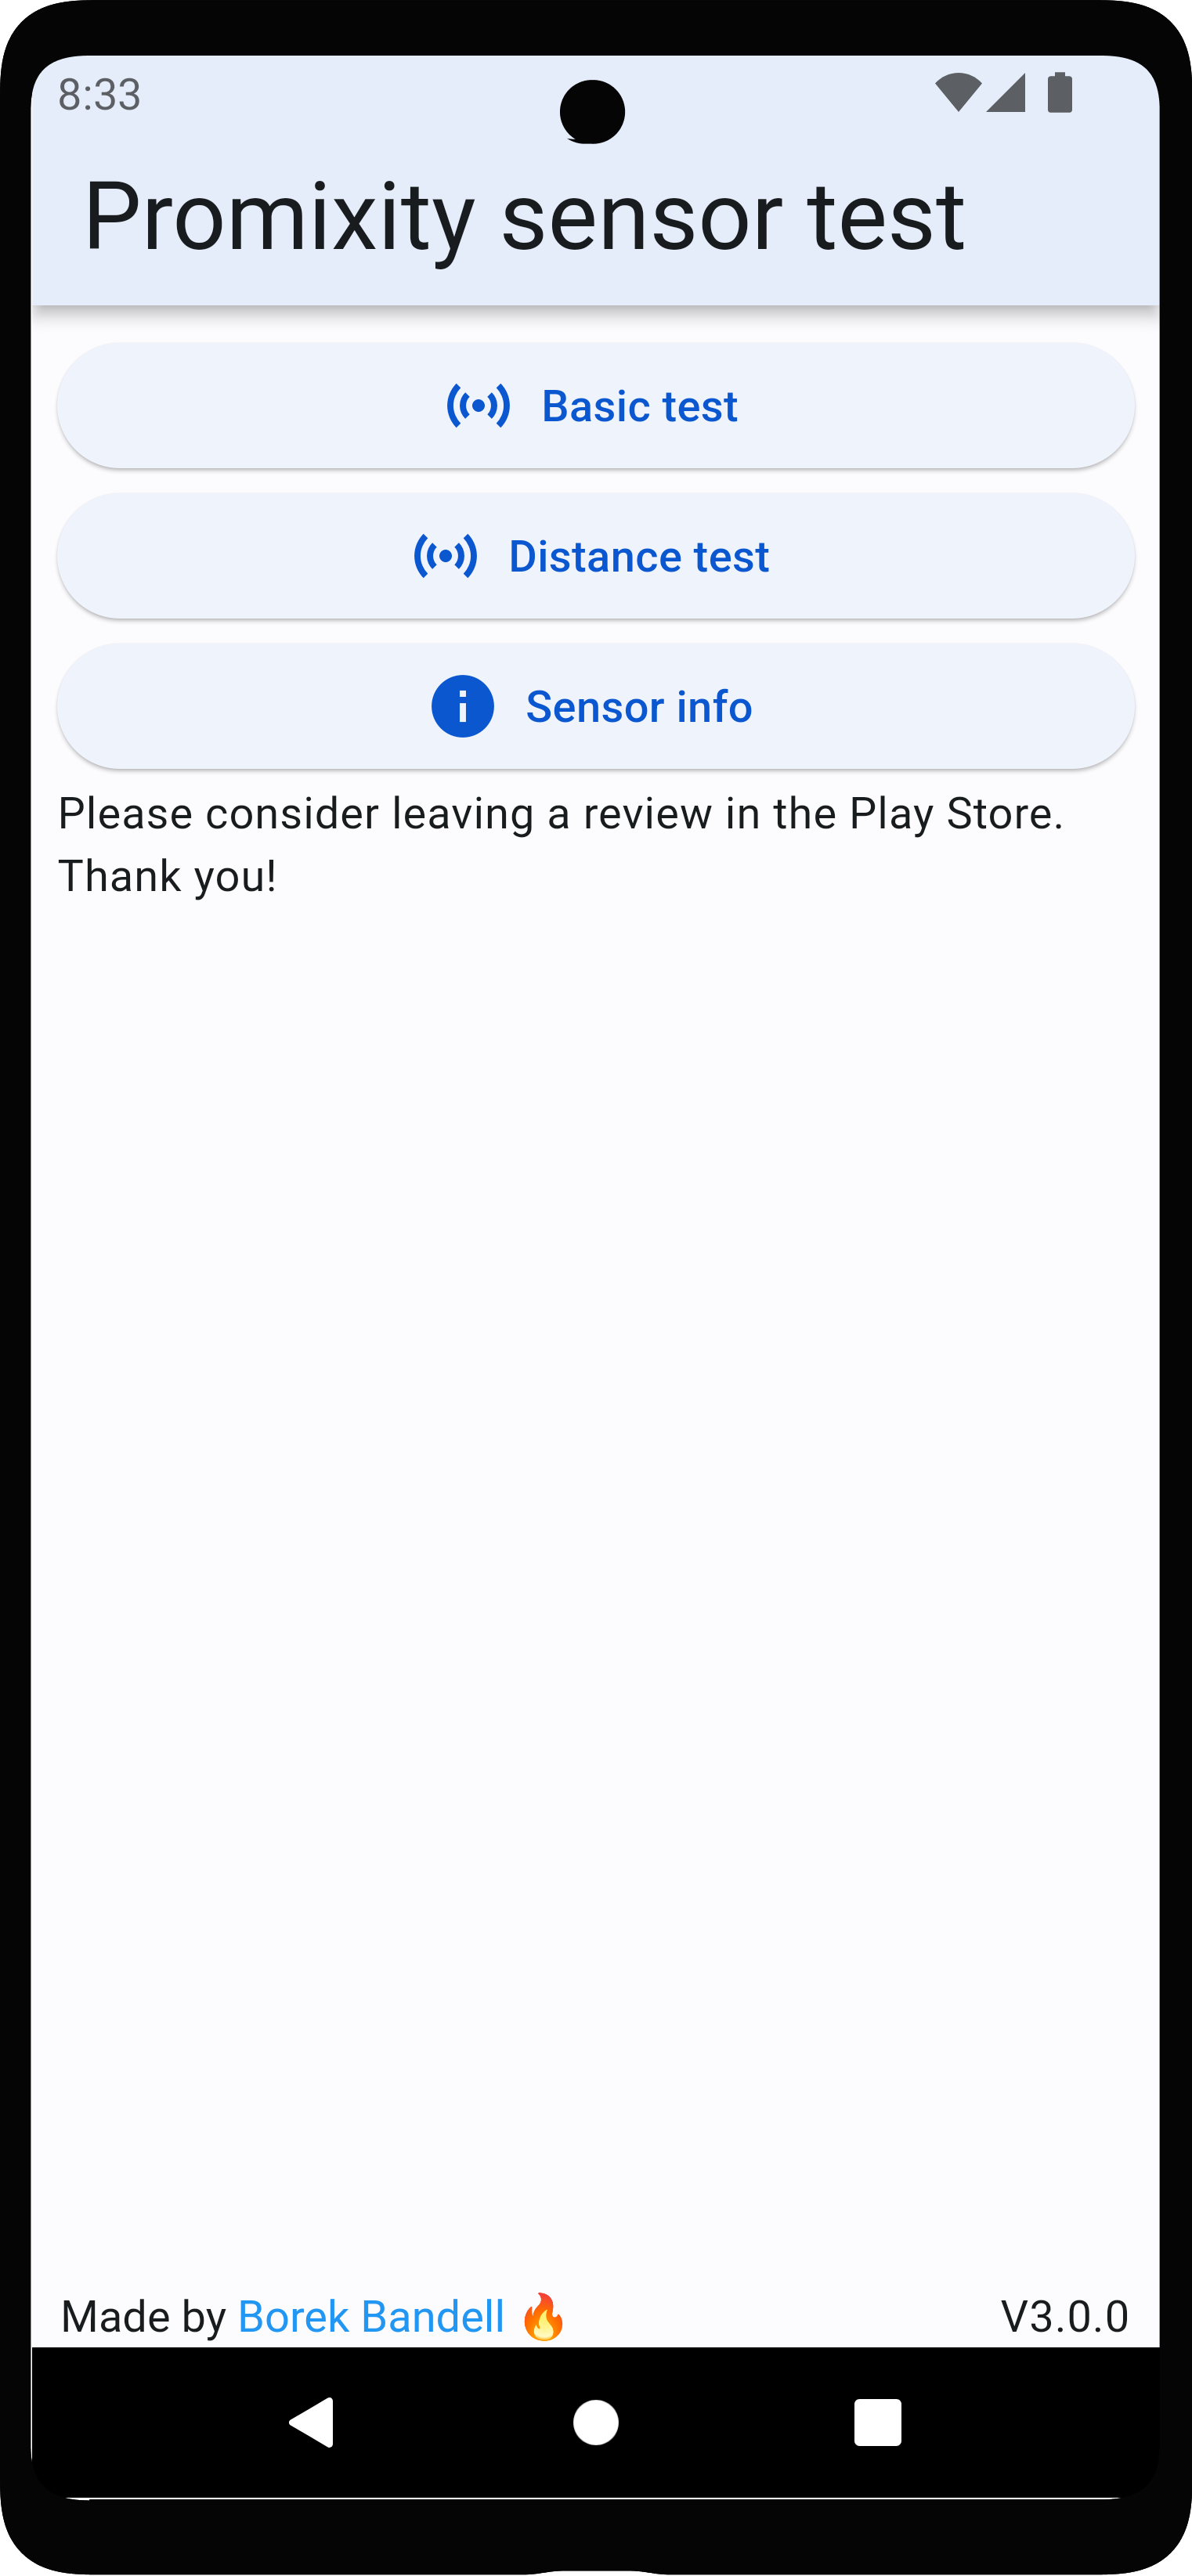 8:33
Promixity sensor test
Basic test
Distance test
Sensor info
Please consider leaving a review in the Play Store.
Thank you!
Made by Borek Bandell 🔥 V3.0.0